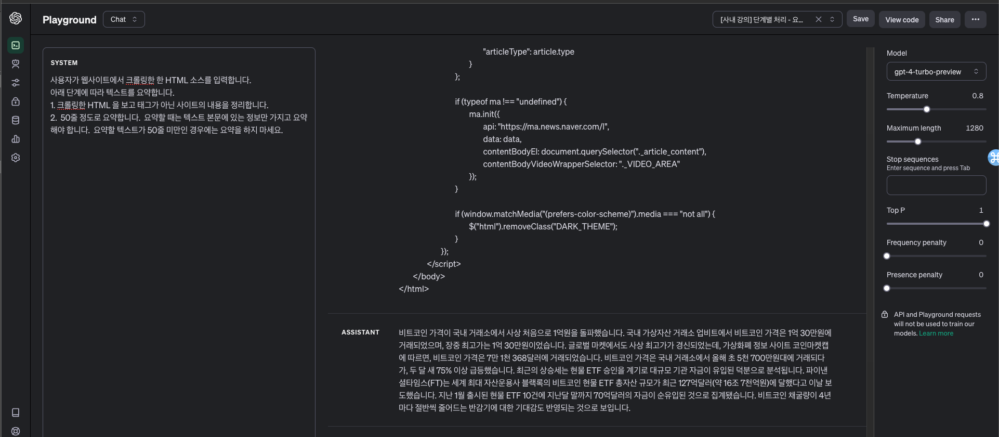 Playground
Chat
[사내 강의] 단계별 처리 - 요...
Save
View code
Share
SYSTEM
사용자가 웹사이트에서 크롤링한 한 HTML 소스를 입력합니다.
아래 단계에 따라 텍스트를 요약합니다.
1. 크롤링한 HTML 을 보고 태그가 아닌 사이트의 내용을 정리합니다.
2. 50줄 정도로 요약합니다. 요약할 때는 텍스트 본문에 있는 정보만 가지고 요약
해야 합니다. 요약할 텍스트가 50줄 미만인 경우에는 요약을 하지 마세요.
"articleType": article.type
}
};
if (typeof ma !== "undefined") {
ma.init({
api: "https://ma.news.naver.com/l",
data: data,
contentBodyEl: document.querySelector("._article_content"),
contentBodyVideoWrapperSelector: "._VIDEO_AREA"
});
}
if (window.matchMedia("(prefers-color-scheme)").media === "not all") {
$("html").removeClass("DARK_THEME");
}
});
</script>
</body>
</html>
ASSISTANT
비트코인 가격이 국내 거래소에서 사상 처음으로 1억원을 돌파했습니다. 국내 가상자산 거래소 업비트에서 비트코인 가격은 1억 30만원에
거래되었으며, 장중 최고가는 1억 30만원이었습니다. 글로벌 마켓에서도 사상 최고가가 경신되었는데, 가상화폐 정보 사이트 코인마켓캡
에 따르면, 비트코인 가격은 7만 1천 368달러에 거래되었습니다. 비트코인 가격은 국내 거래소에서 올해 초 5천 700만원대에 거래되다
가, 두 달 새 75% 이상 급등했습니다. 최근의 상승세는 현물 ETF 승인을 계기로 대규모 기관 자금이 유입된 덕분으로 분석됩니다. 파이낸
셜타임스(FT)는 세계 최대 자산운용사 블랙록의 비트코인 현물 ETF 총자산 규모가 최근 127억달러(약 16조 7천억원)에 달했다고 이날 보
도했습니다. 지난 1월 출시된 현물 ETF 10건에 지난달 말까지 70억달러의 자금이 순유입된 것으로 집계됐습니다. 비트코인 채굴량이 4년
마다 절반씩 줄어드는 반감기에 대한 기대감도 반영되는 것으로 보입니다.
Model
gpt-4-turbo-preview
Temperature 0.8
Maximum length 1280
Stop sequences
Enter sequence and press Tab
Top P 1
Frequency penalty 0
Presence penalty 0
API and Playground requests
will not be used to train our
models. Learn more